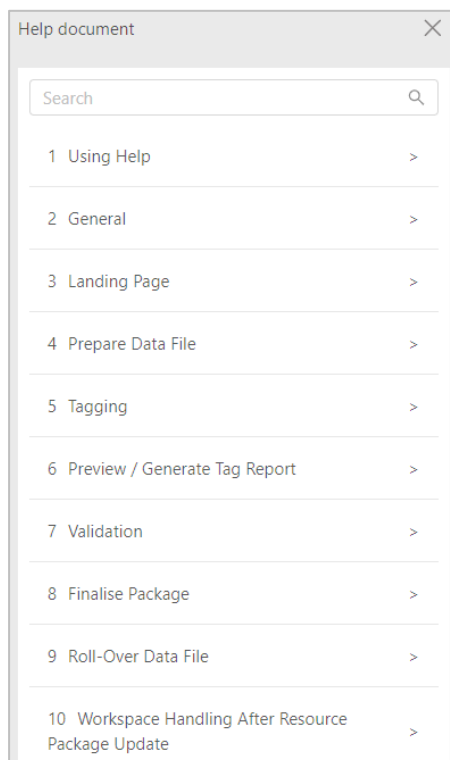 Help document
Search
1 Using Help >
2 General >
3 Landing Page >
4 Prepare Data File >
5 Tagging >
6 Preview / Generate Tag Report >
7 Validation >
8 Finalise Package >
9 Roll-Over Data File >
10 Workspace Handling After Resource
Package Update >